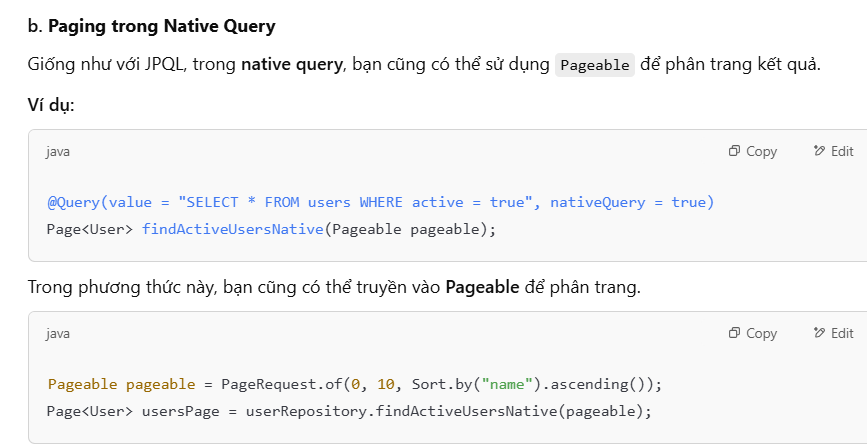 b. Paging trong Native Query
Giống như với JPQL, trong native query, bạn cũng có thể sử dụng Pageable để phân trang kết quả.
Ví dụ:
java
Copy
Edit
@Query(value = "SELECT * FROM users WHERE active = true", nativeQuery = true)
Page<User> findActiveUsersNative(Pageable pageable);
Trong phương thức này, bạn cũng có thể truyền vào Pageable để phân trang.
java
Copy
Edit
Pageable pageable = PageRequest.of(0, 10, Sort.by("name").ascending());
Page<User> usersPage = userRepository.findActiveUsersNative(pageable);